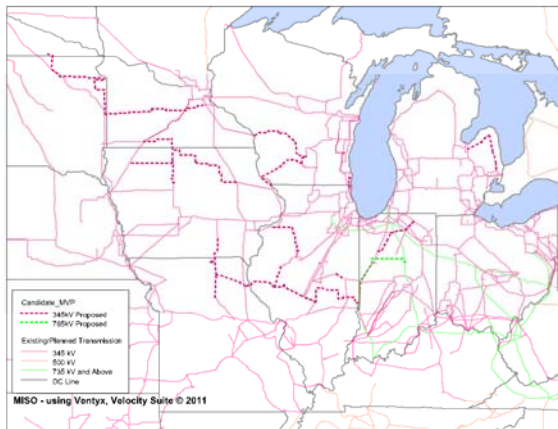 Candidate_MVP
345kV Proposed
765kV Proposed
Existing/Planned Transmission
345 kV
500 kV
735 kV and Above
DC Line
MISO - using Ventyx, Velocity Suite © 2011